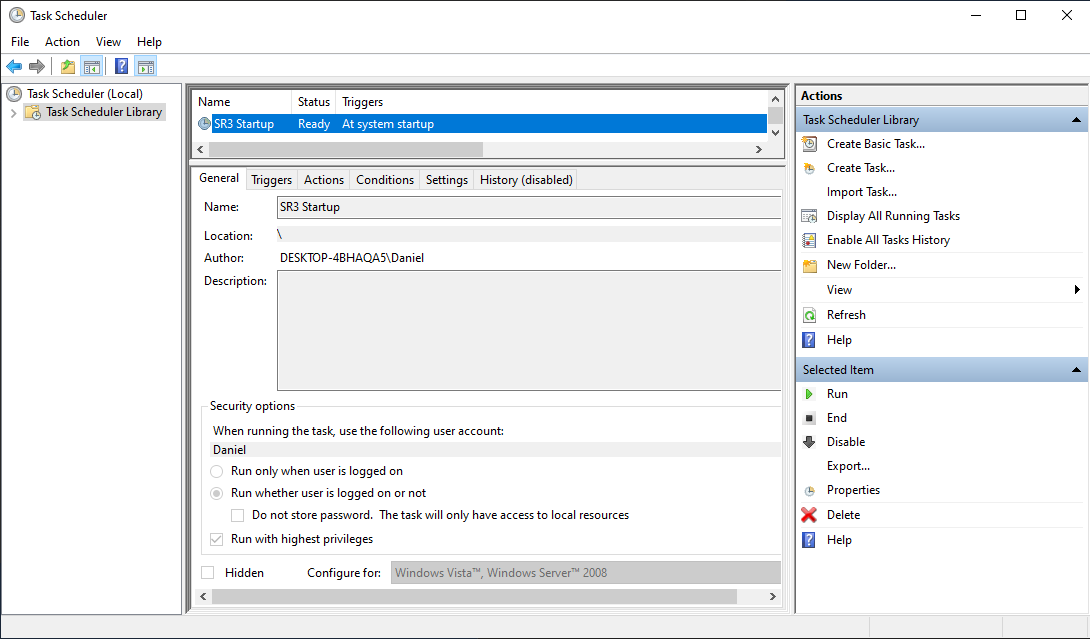 Task Scheduler
File Action View Help
Task Scheduler (Local)
Task Scheduler Library
Name Status Triggers
SR3 Startup Ready At system startup
General Triggers Actions Conditions Settings History (disabled)
Name: SR3 Startup
Location: \
Author: DESKTOP-4BHAQA5\Daniel
Description:
Security options
When running the task, use the following user account:
Daniel
Run only when user is logged on
Run whether user is logged on or not
Do not store password. The task will only have access to local resources
Run with highest privileges
Hidden Configure for: Windows Vista™, Windows Server™ 2008
Actions
Task Scheduler Library
Create Basic Task...
Create Task...
Import Task...
Display All Running Tasks
Enable All Tasks History
New Folder...
View
Refresh
Help
Selected Item
Run
End
Disable
Export...
Properties
Delete
Help